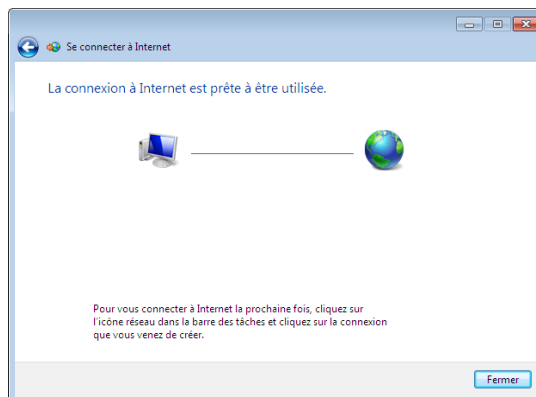 Se connecter à Internet
La connexion à Internet est prête à être utilisée.
Pour vous connecter à Internet la prochaine fois, cliquez sur
l'icône réseau dans la barre des tâches et cliquez sur la connexion
que vous venez de créer.
Fermer